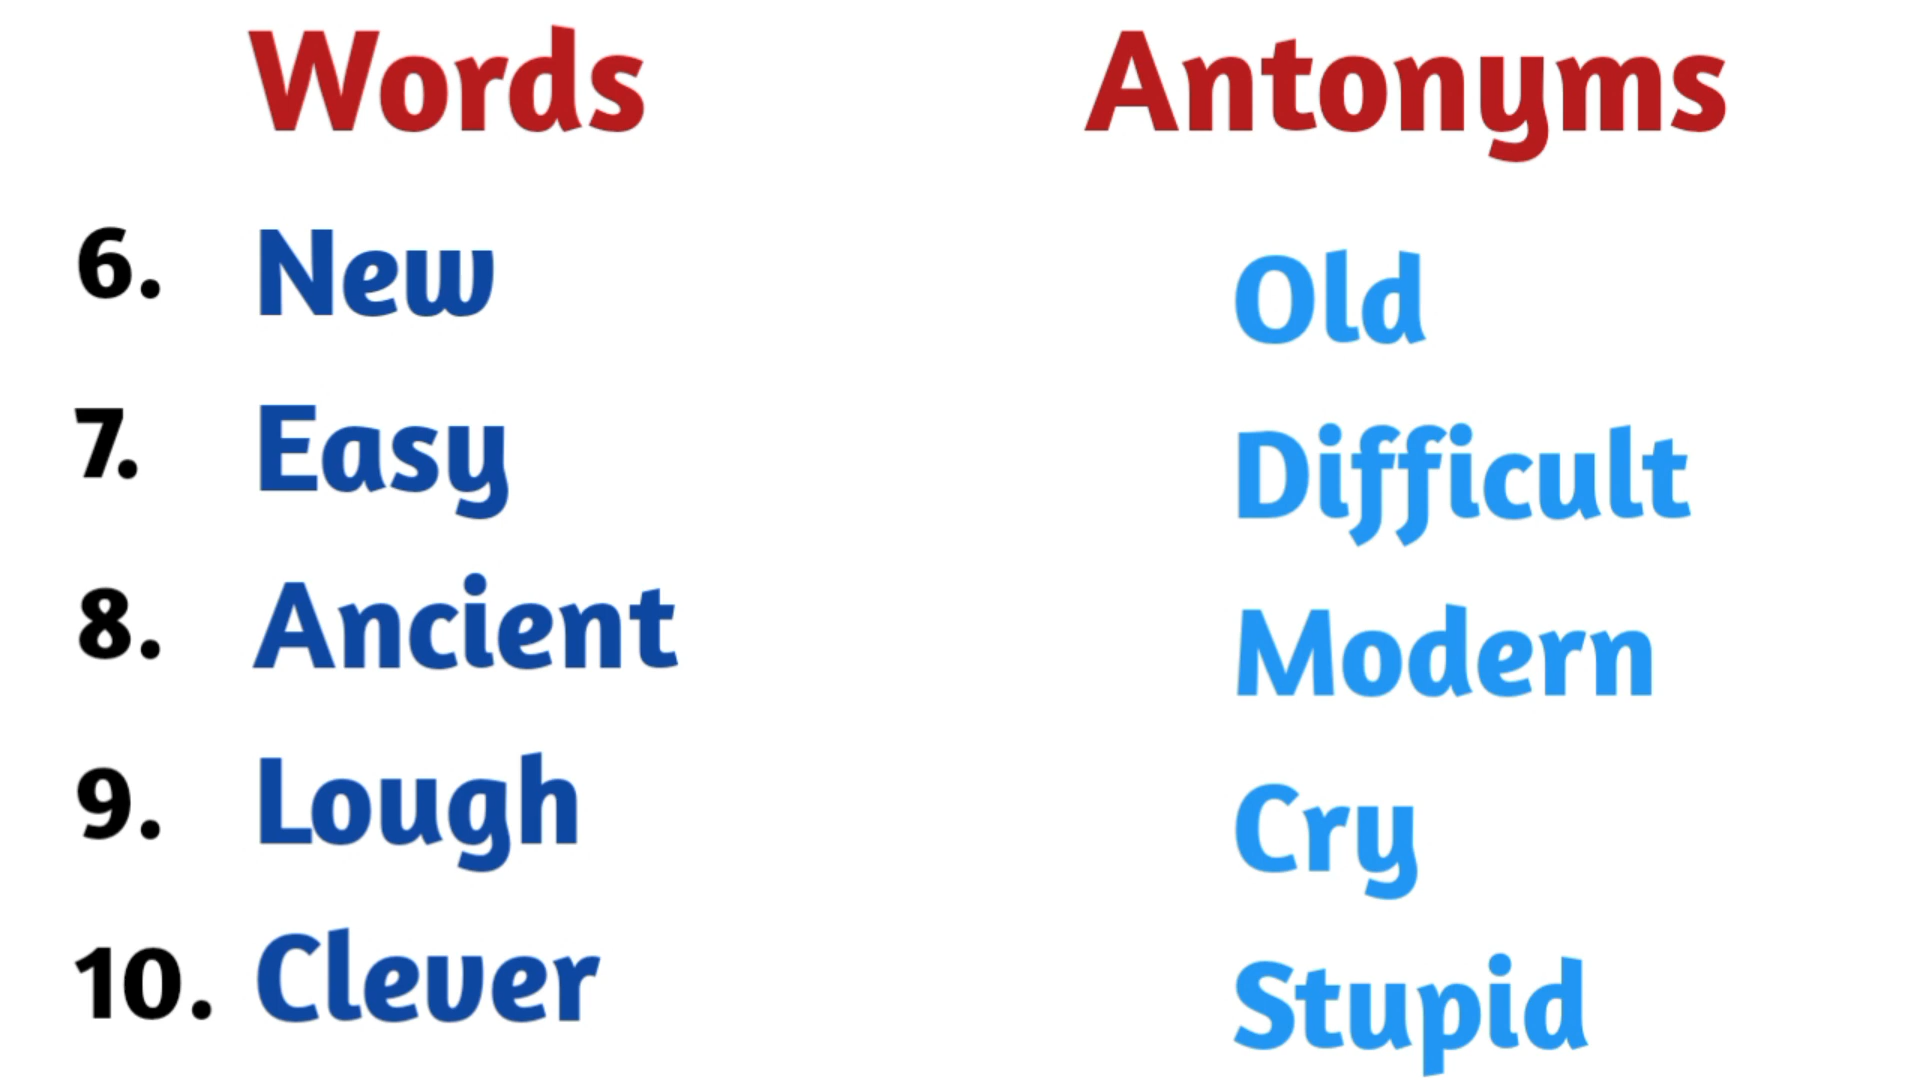 Words Antonyms
6. New Old
7. Easy Difficult
8. Ancient Modern
9. Lough Cry
10. Clever Stupid